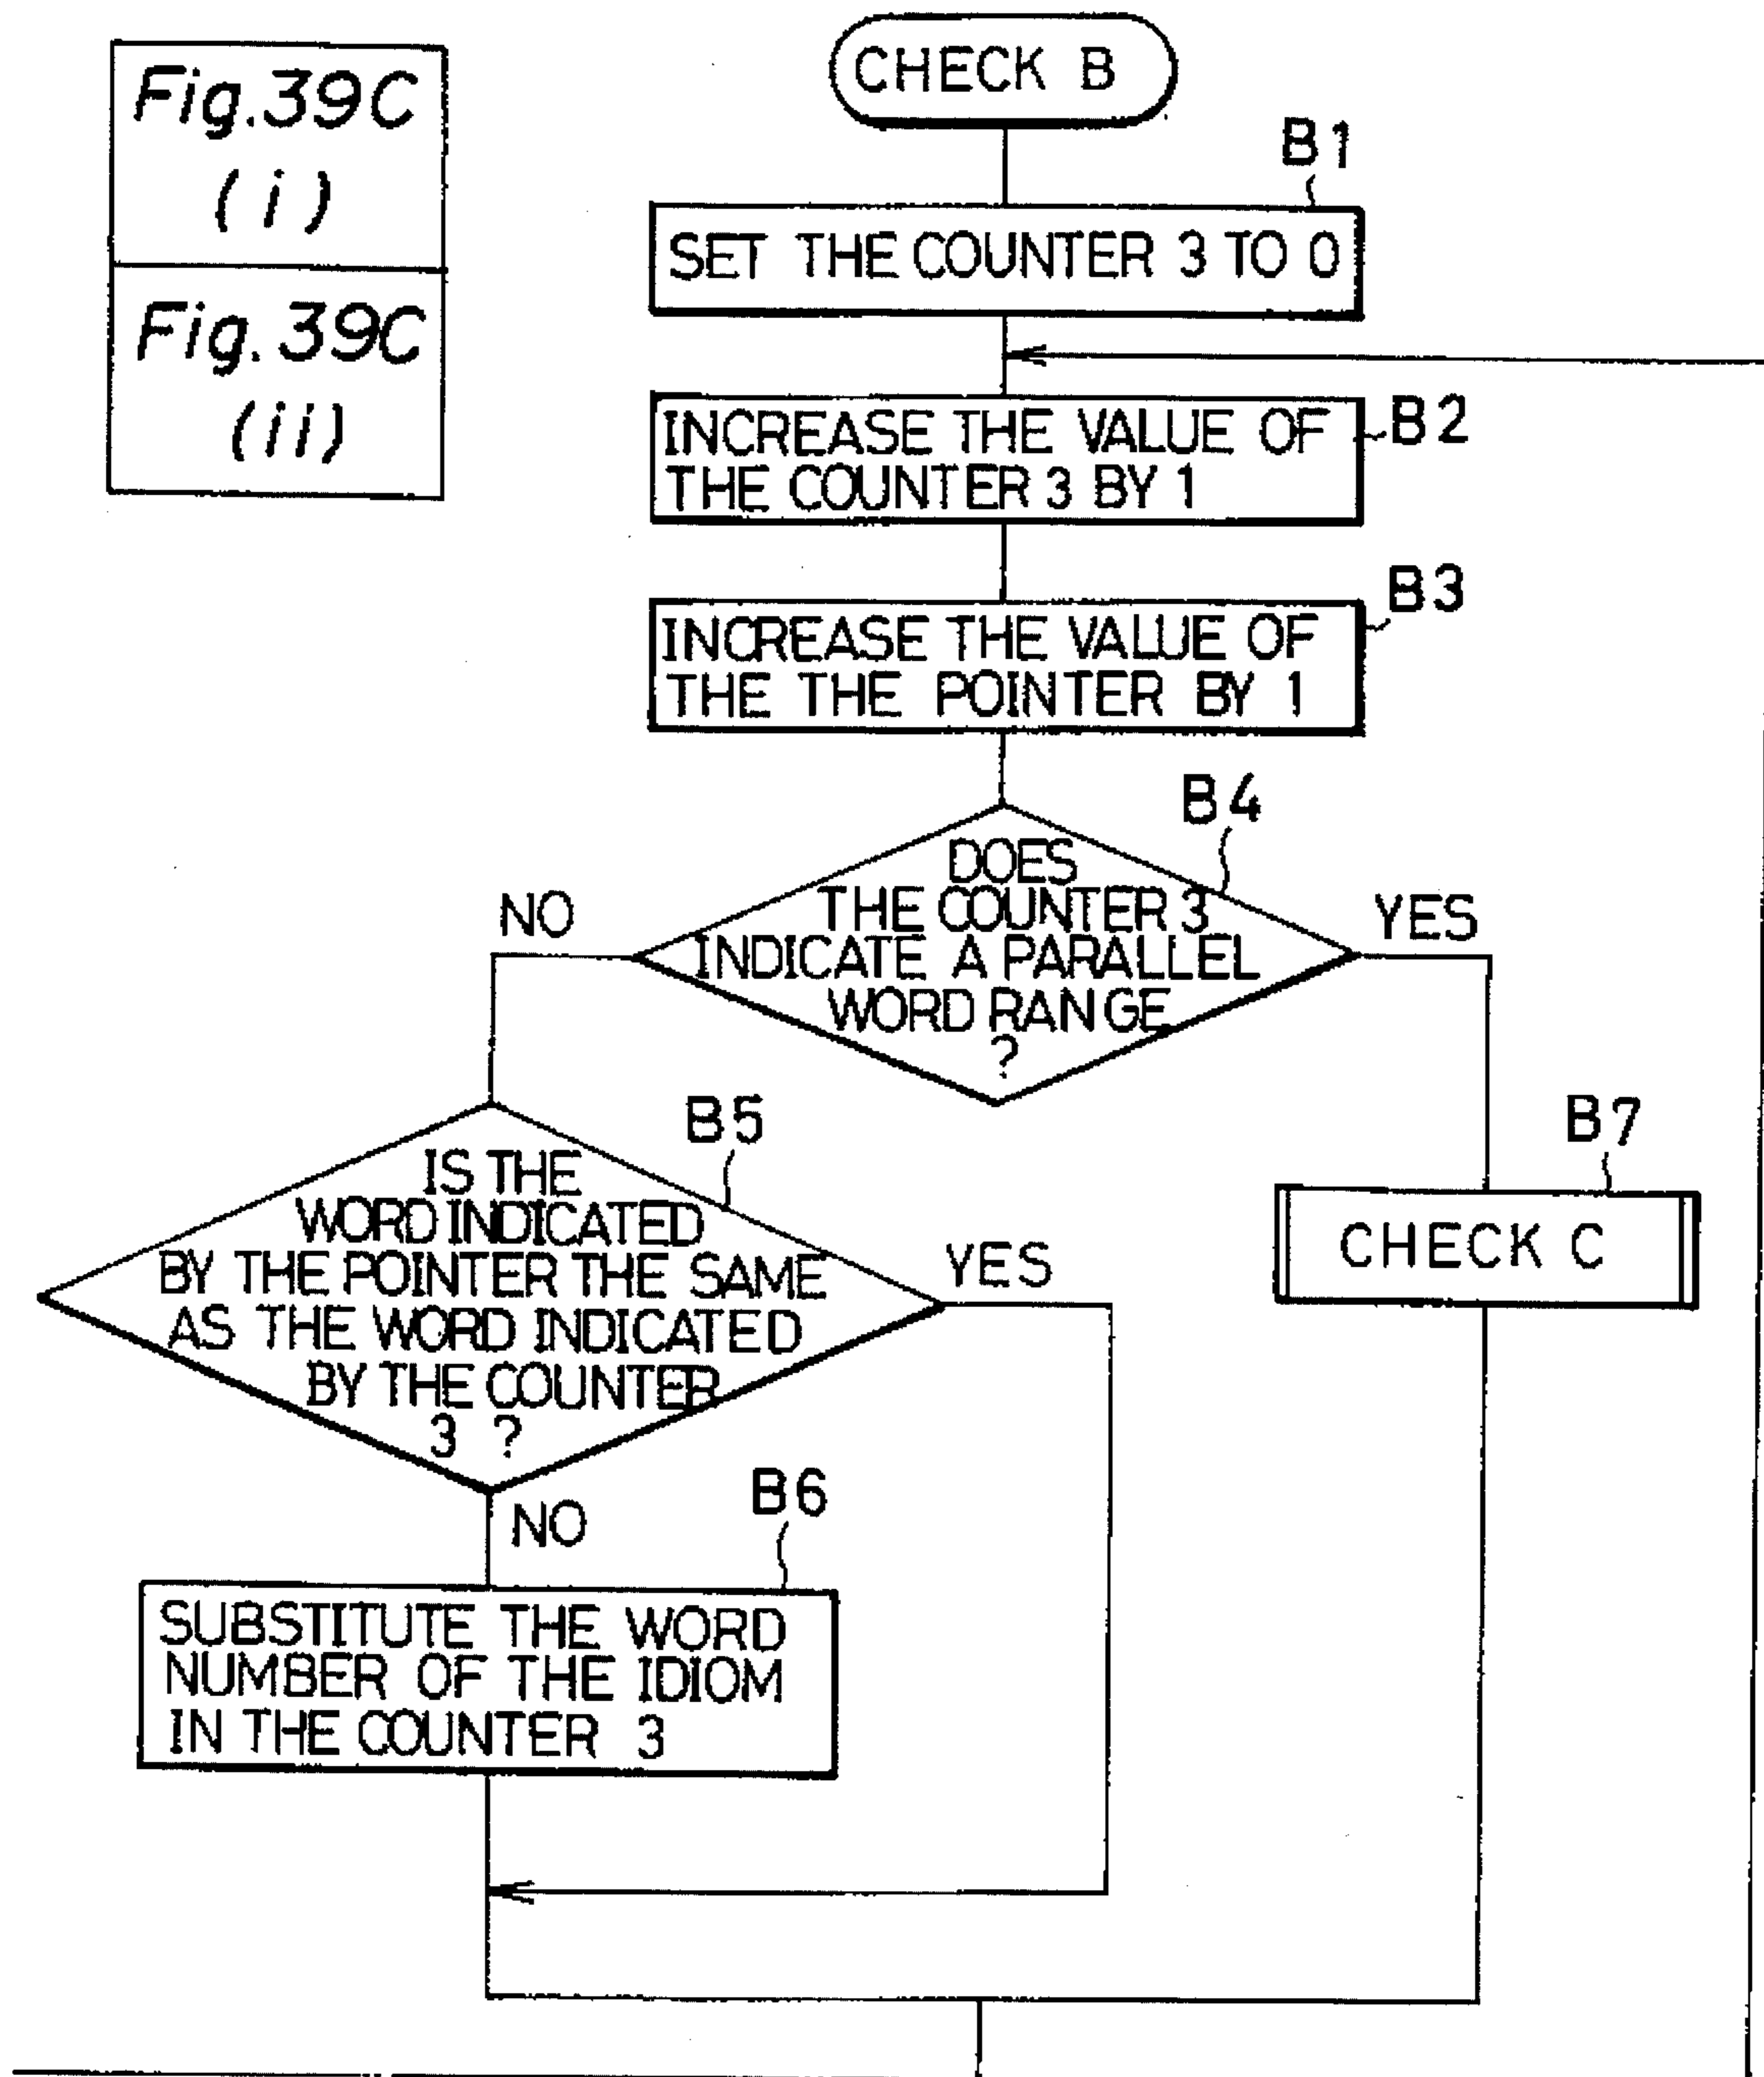 Fig.39C
(i)
Fig.39C
(ii)
CHECK B
B1
SET THE COUNTER 3 TO 0
INCREASE THE VALUE OF
THE COUNTER 3 BY 1
B2
B3
INCREASE THE VALUE OF
THE THE POINTER BY 1
B4
DOES
THE COUNTER 3
INDICATE A PARALLEL
WORD RANGE
?
NO
YES
B5
IS THE
WORD INDICATED
BY THE POINTER THE SAME
AS THE WORD INDICATED
BY THE COUNTER
3 ?
YES
B7
CHECK C
NO
B6
SUBSTITUTE THE WORD
NUMBER OF THE IDIOM
IN THE COUNTER 3